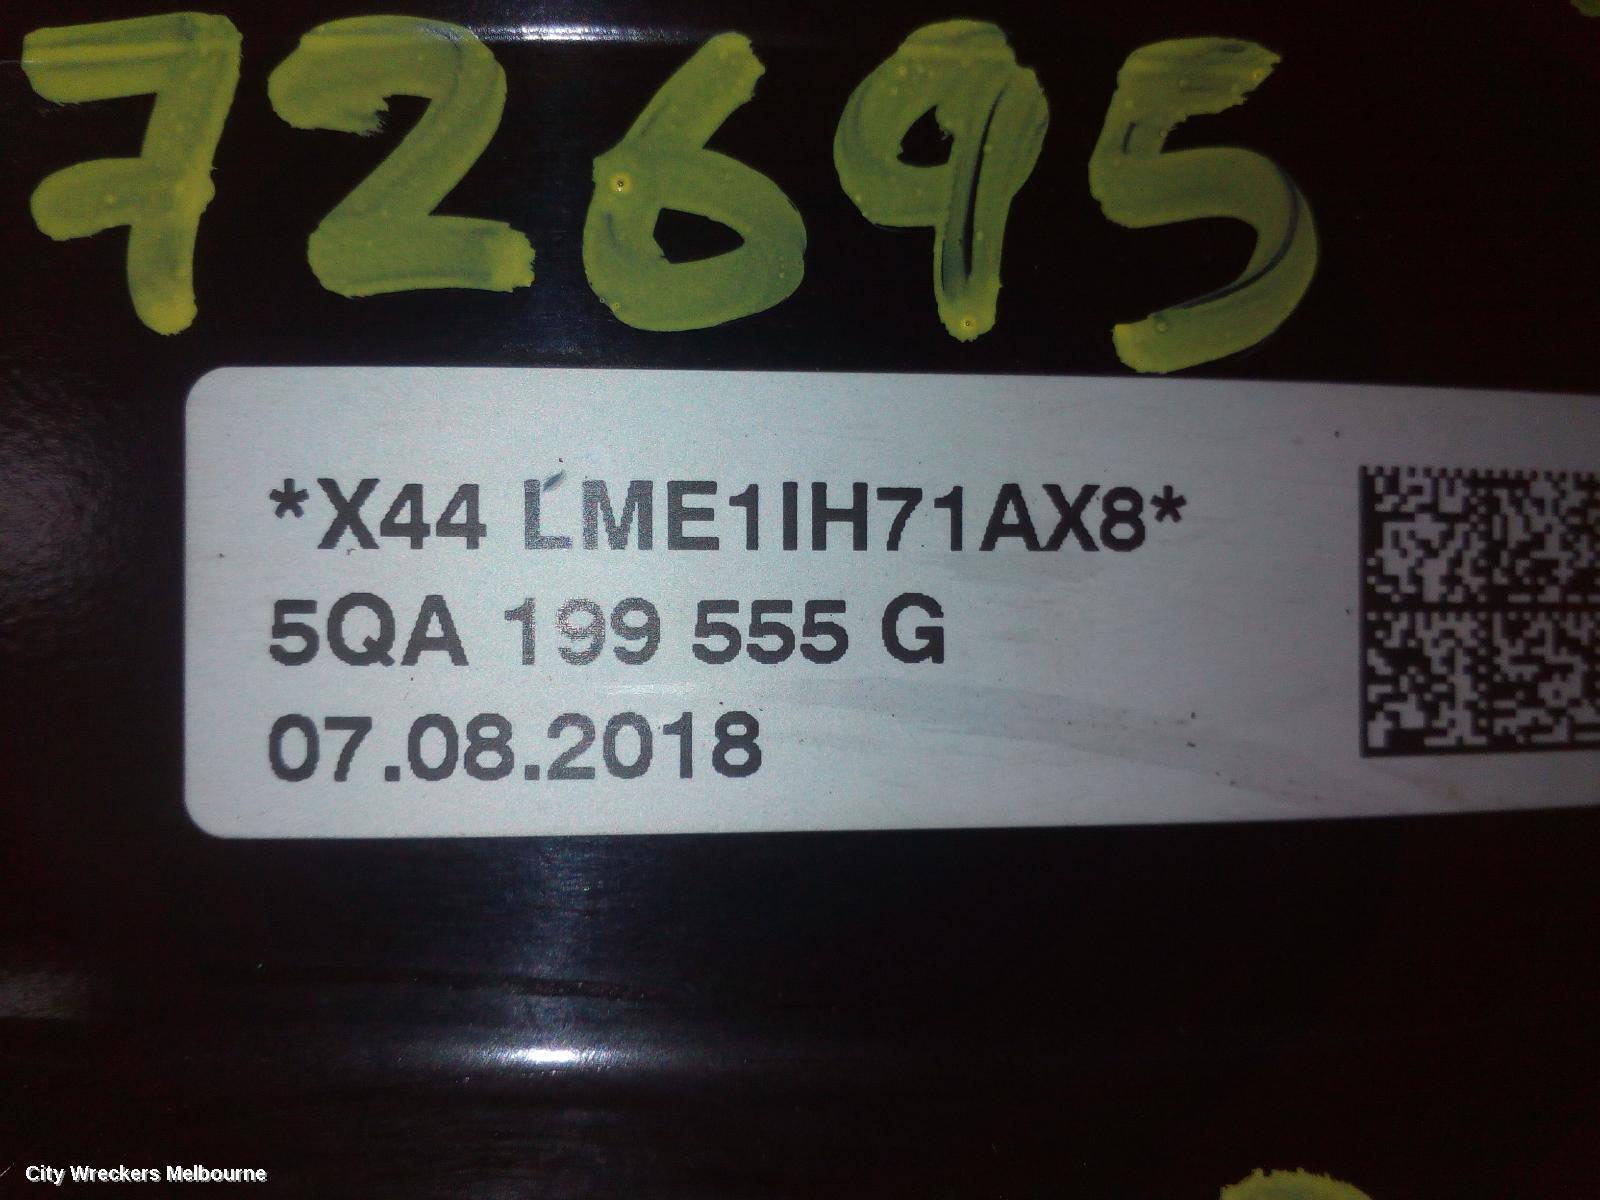 72695
*X44 LME1IH71AX8*
5QA 199 555 G
07.08.2018
City Wreckers Melbourne